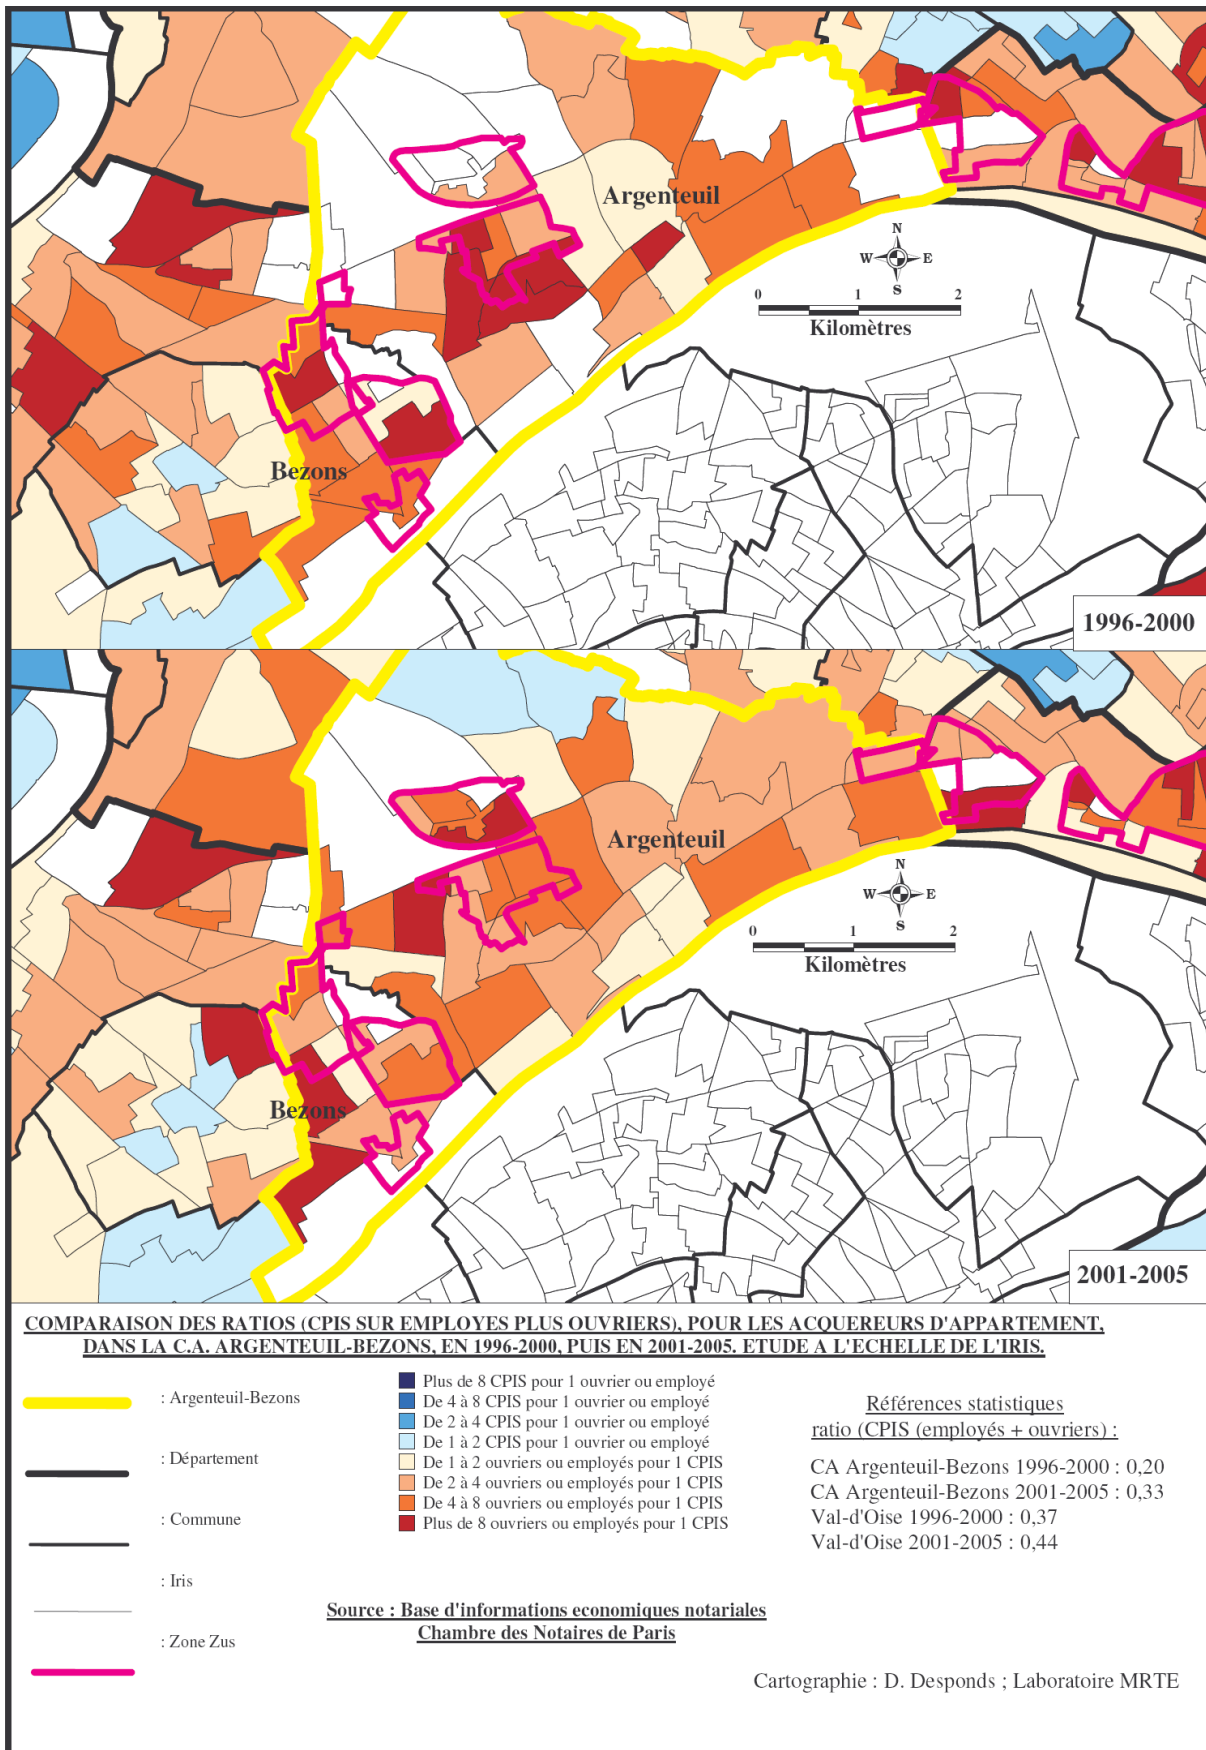 Argenteuil
N
W E
S
0 1 2
Kilomètres
Bezons
1996-2000
Argenteuil
N
W E
S
0 1 2
Kilomètres
Bezons
2001-2005
COMPARAISON DES RATIOS (CPIS SUR EMPLOYES PLUS OUVRIERS), POUR LES ACQUEREURS D'APPARTEMENT,
DANS LA C.A. ARGENTEUIL-BEZONS, EN 1996-2000, PUIS EN 2001-2005. ETUDE A L'ECHELLE DE L'IRIS.
: Argenteuil-Bezons
: Département
: Commune
: Iris
: Zone Zus
Plus de 8 CPIS pour 1 ouvrier ou employé
De 4 à 8 CPIS pour 1 ouvrier ou employé
De 2 à 4 CPIS pour 1 ouvrier ou employé
De 1 à 2 CPIS pour 1 ouvrier ou employé
De 1 à 2 ouvriers ou employés pour 1 CPIS
De 2 à 4 ouvriers ou employés pour 1 CPIS
De 4 à 8 ouvriers ou employés pour 1 CPIS
Plus de 8 ouvriers ou employés pour 1 CPIS
Références statistiques
ratio (CPIS (employés + ouvriers) :
CA Argenteuil-Bezons 1996-2000 : 0,20
CA Argenteuil-Bezons 2001-2005 : 0,33
Val-d'Oise 1996-2000 : 0,37
Val-d'Oise 2001-2005 : 0,44
Source : Base d'informations economiques notariales
Chambre des Notaires de Paris
Cartographie : D. Desponds ; Laboratoire MRTE